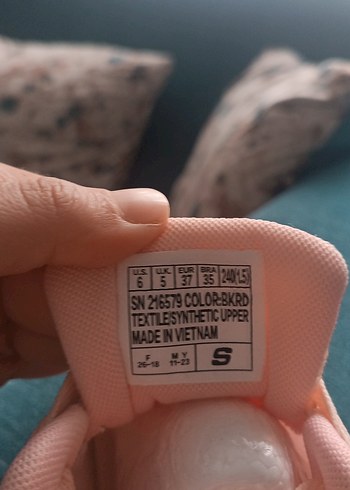 U.S. U.K. EUR BRA 240(1.5)
6 5 37 35
SN 216579 COLOR:BKRD
TEXTILE/SYNTHETIC UPPER
MADE IN VIETNAM
F M Y S
26-18 11-23